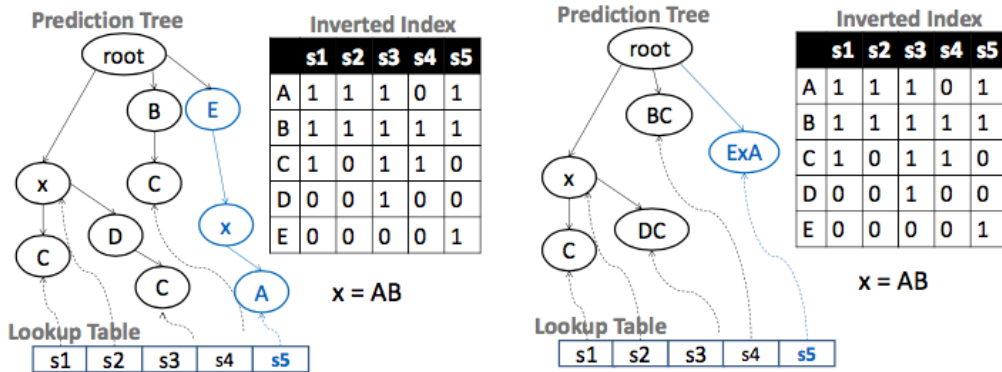 Prediction Tree
Inverted Index
root
B
E
x
C
D
x
C
C
A
s1 s2 s3 s4 s5
A 1 1 1 0 1
B 1 1 1 1 1
C 1 0 1 1 0
D 0 0 1 0 0
E 0 0 0 0 1
x = AB
Lookup Table
s1 s2 s3 s4 s5
Prediction Tree
Inverted Index
root
BC
ExA
x
DC
C
s1 s2 s3 s4 s5
A 1 1 1 0 1
B 1 1 1 1 1
C 1 0 1 1 0
D 0 0 1 0 0
E 0 0 0 0 1
x = AB
Lookup Table
s1 s2 s3 s4 s5